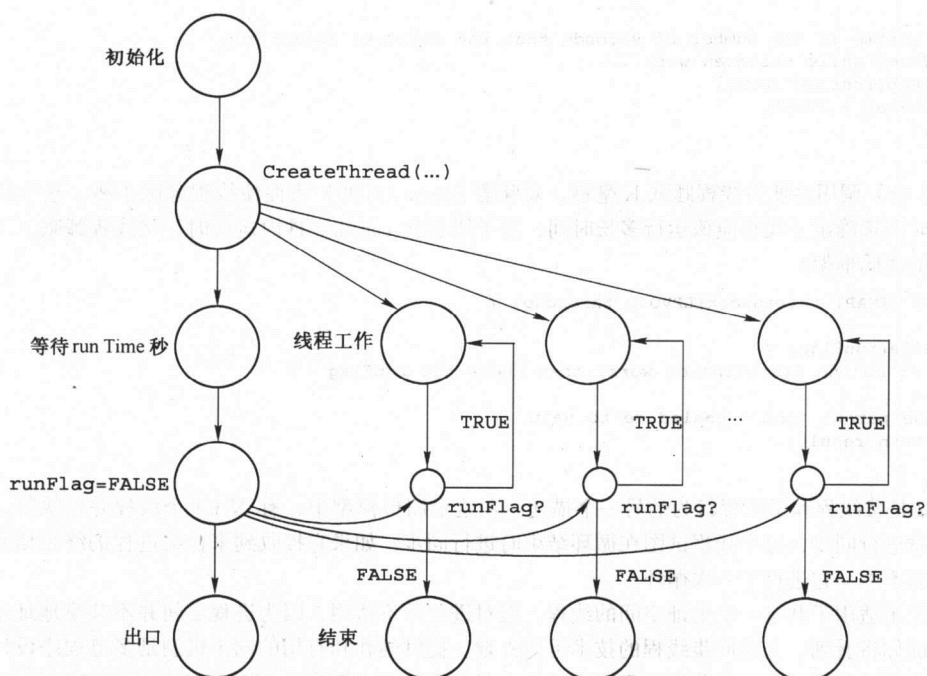 初始化
CreateThread(…)
等待 run Time 秒
线程工作
TRUE
TRUE
…
TRUE
runFlag=FALSE
runFlag?
runFlag?
runFlag?
FALSE
FALSE
FALSE
出口
结束